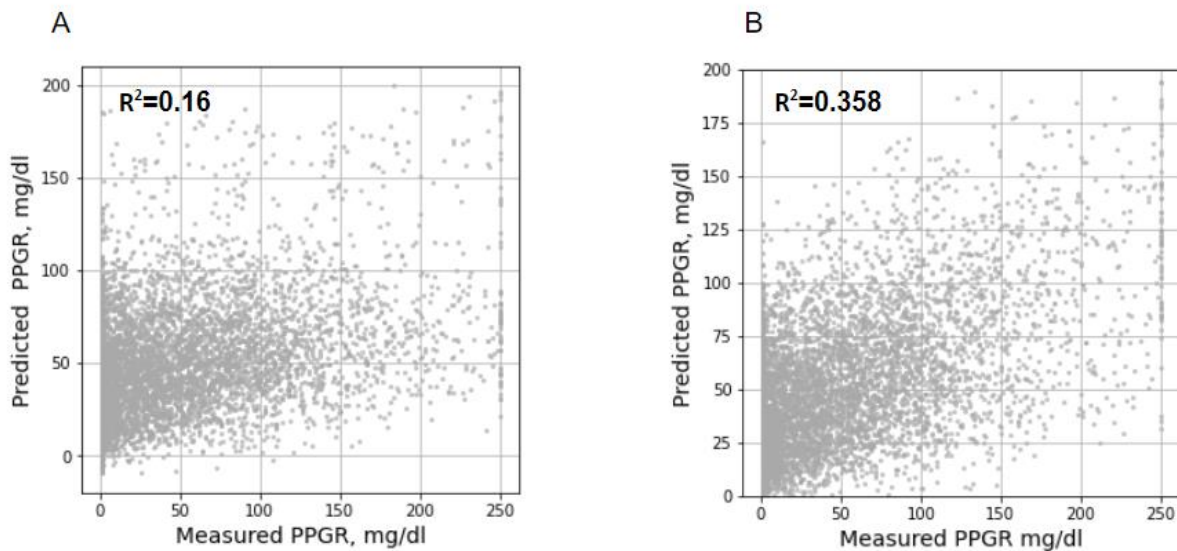 A
R²=0.16
Predicted PPGR, mg/dl
200
150
100
50
0
0 50 100 150 200 250
Measured PPGR, mg/dl
B
R²=0.358
Predicted PPGR, mg/dl
200
175
150
125
100
75
50
25
0
0 50 100 150 200 250
Measured PPGR mg/dl